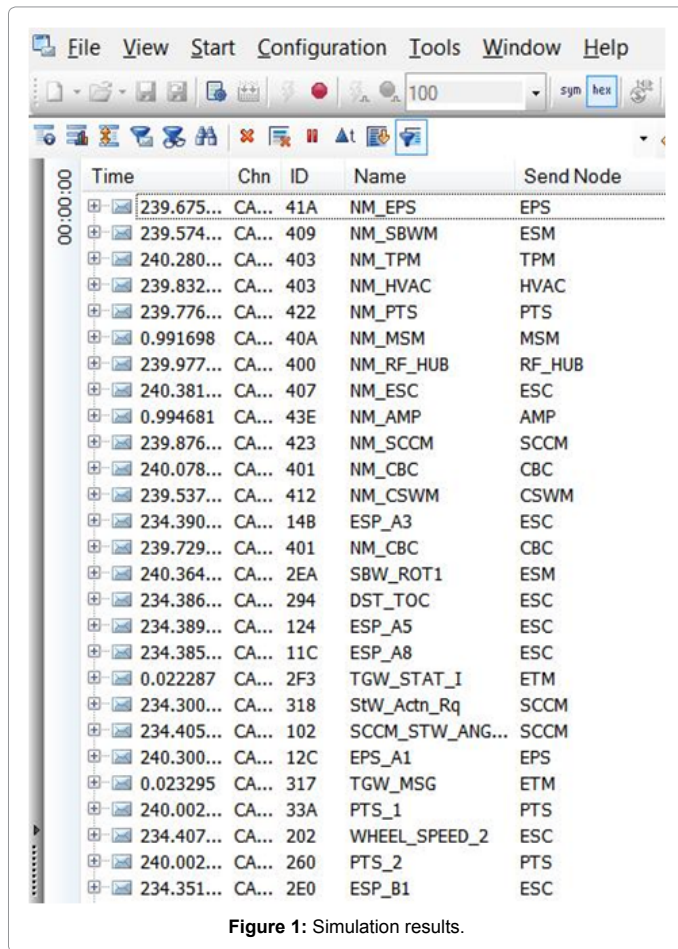 File View Start Configuration Tools Window Help
100 sym hex
Δt
Time Chn ID Name Send Node
00:00:00
239.675... CA... 41A NM_EPS EPS
239.574... CA... 409 NM_SBWM ESM
240.280... CA... 403 NM_TPM TPM
239.832... CA... 403 NM_HVAC HVAC
239.776... CA... 422 NM_PTS PTS
0.991698 CA... 40A NM_MSM MSM
239.977... CA... 400 NM_RF_HUB RF_HUB
240.381... CA... 407 NM_ESC ESC
0.994681 CA... 43E NM_AMP AMP
239.876... CA... 423 NM_SCCM SCCM
240.078... CA... 401 NM_CBC CBC
239.537... CA... 412 NM_CSWM CSWM
234.390... CA... 14B ESP_A3 ESC
239.729... CA... 401 NM_CBC CBC
240.364... CA... 2EA SBW_ROT1 ESM
234.386... CA... 294 DST_TOC ESC
234.389... CA... 124 ESP_A5 ESC
234.385... CA... 11C ESP_A8 ESC
0.022287 CA... 2F3 TGW_STAT_I ETM
234.300... CA... 318 StW_Actn_Rq SCCM
234.405... CA... 102 SCCM_STW_ANG... SCCM
240.300... CA... 12C EPS_A1 EPS
0.023295 CA... 317 TGW_MSG ETM
240.002... CA... 33A PTS_1 PTS
234.407... CA... 202 WHEEL_SPEED_2 ESC
240.002... CA... 260 PTS_2 PTS
234.351... CA... 2E0 ESP_B1 ESC
Figure 1: Simulation results.